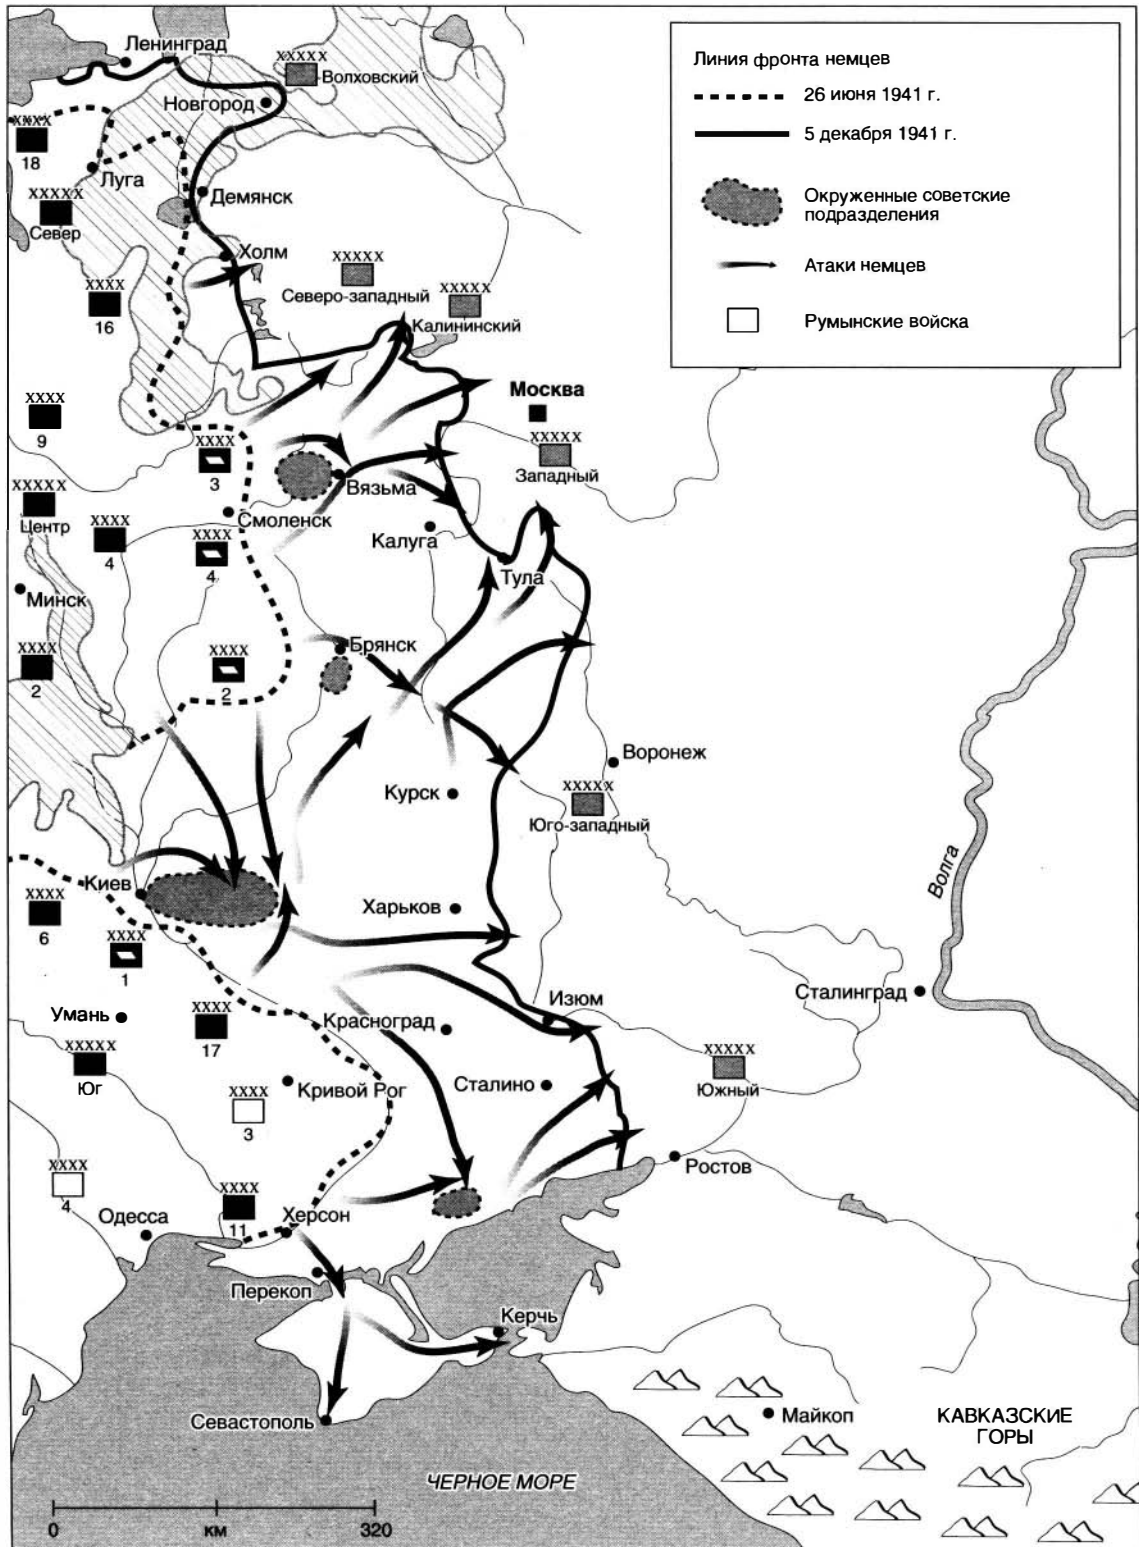 Линия фронта немцев
26 июня 1941 г.
5 декабря 1941 г.
Окруженные советские
подразделения
Атаки немцев
Румынские войска
Ленинград
XXXXX
Волховский
Новгород
XXXX
18
Луга
XXXXX
Север
Демянск
Холм
XXXXX
Северо-западный
XXXX
16
XXXXX
Калининский
XXXX
9
Москва
XXXXX
Западный
XXXX
3
Вязьма
XXXXX
Центр
Смоленск
XXXX
4
XXXX
4
Калуга
Тула
Минск
XXXX
2
XXXX
2
Брянск
Воронеж
Курск
XXXXX
Юго-западный
Волга
Киев
XXXX
6
Харьков
XXXX
1
Сталинград
Умань
XXXX
17
Изюм
Красноград
XXXXX
Юг
Кривой Рог
Сталино
XXXXX
Южный
XXXX
3
XXXX
4
Ростов
Одесса
XXXX
11
Херсон
Перекоп
Керчь
Севастополь
Майкоп
КАВКАЗСКИЕ
ГОРЫ
ЧЕРНОЕ МОРЕ
0
км
320